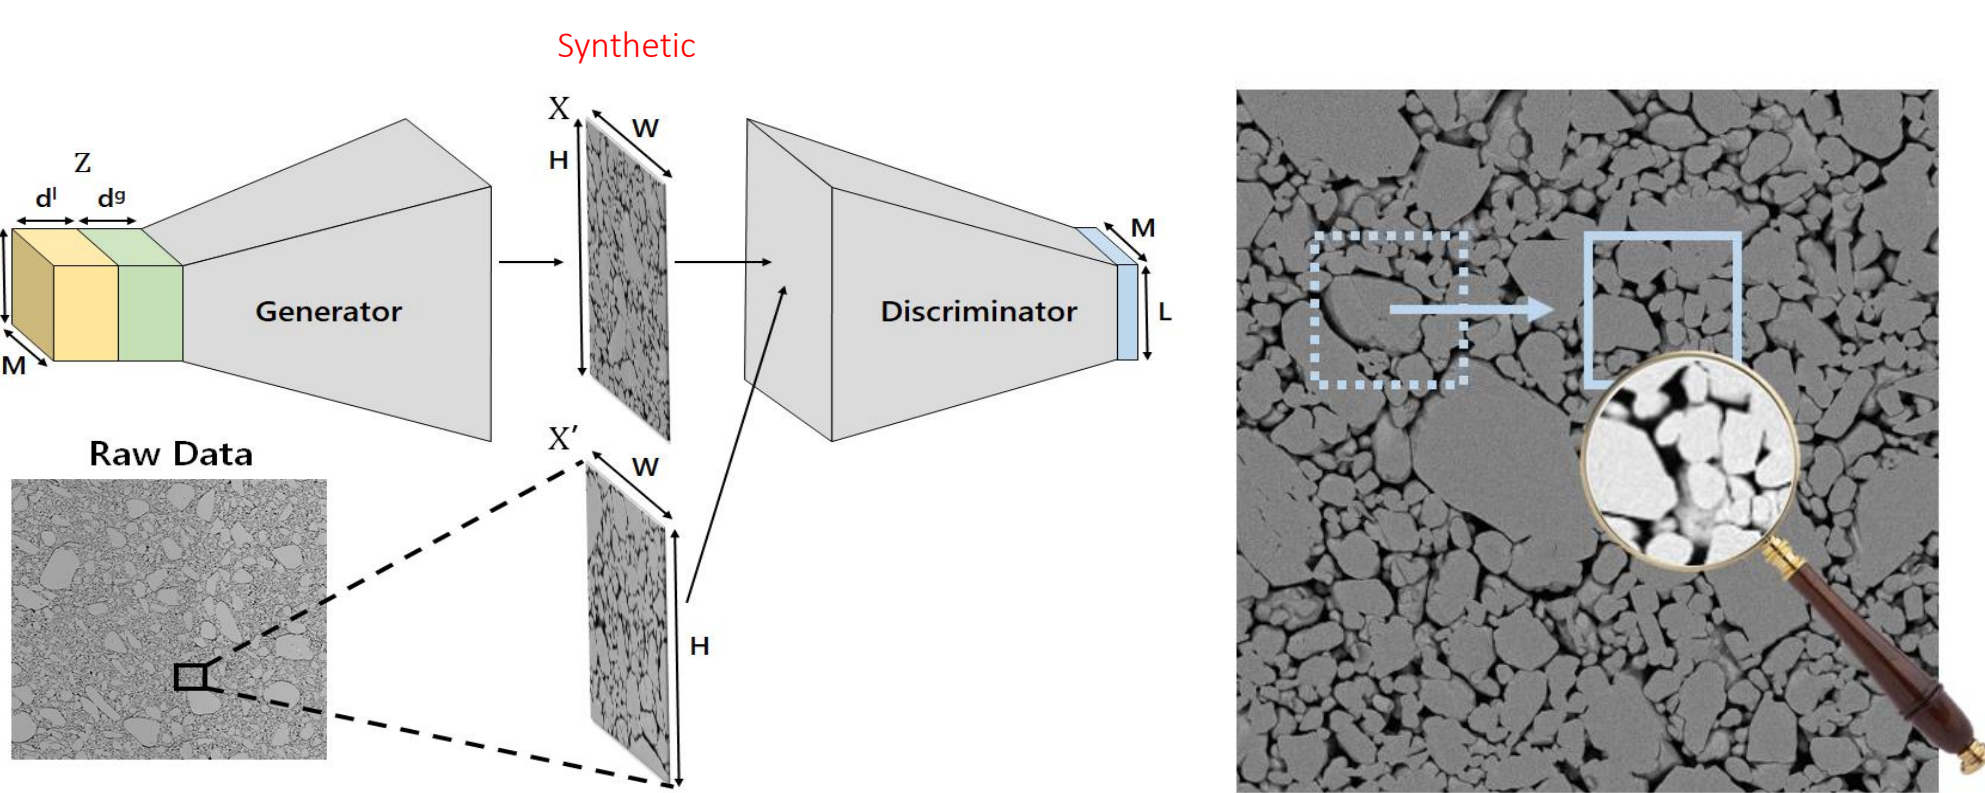 Synthetic
X
W
H
Z
dˡ
dᵍ
M
Generator
Discriminator
M
L
Raw Data
X′
W
H